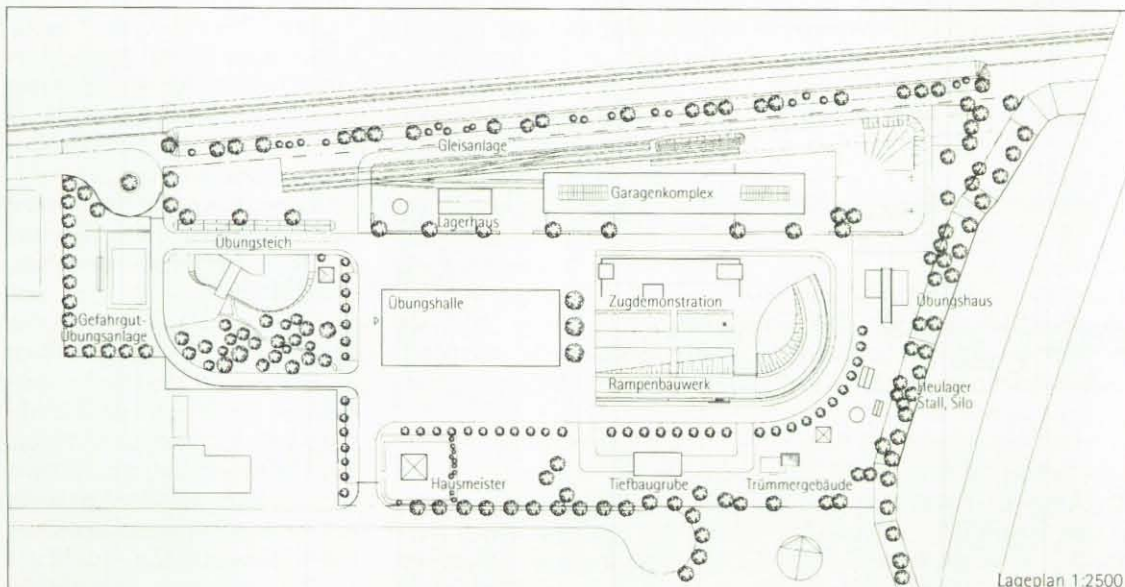 Gleisanlage
Garagenkomplex
Lagerhaus
Übungsteich
Übungshalle
Zugdemonstration
Übungshaus
Gefahrgut-
Übungsanlage
Rampenbauwerk
Heulager
Stall, Silo
Hausmeister
Tiefbaugrube
Trümmergebäude
Lageplan 1:2500